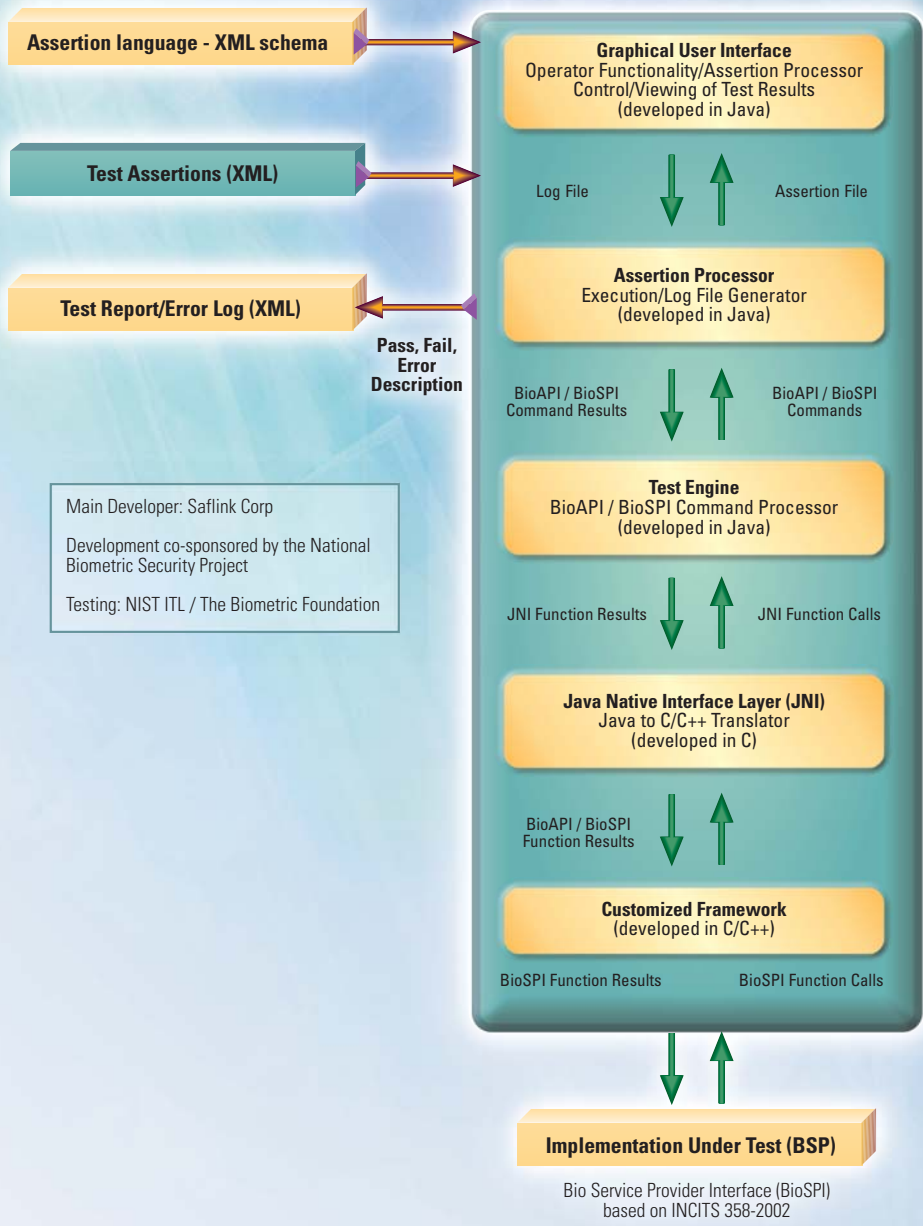 Assertion language - XML schema
Test Assertions (XML)
Test Report/Error Log (XML)
Pass, Fail,
Error
Description
Main Developer: Saflink Corp
Development co-sponsored by the National
Biometric Security Project
Testing: NIST ITL / The Biometric Foundation
Graphical User Interface
Operator Functionality/Assertion Processor
Control/Viewing of Test Results
(developed in Java)
Log File
Assertion File
Assertion Processor
Execution/Log File Generator
(developed in Java)
BioAPI / BioSPI
Command Results
BioAPI / BioSPI
Commands
Test Engine
BioAPI / BioSPI Command Processor
(developed in Java)
JNI Function Results
JNI Function Calls
Java Native Interface Layer (JNI)
Java to C/C++ Translator
(developed in C)
BioAPI / BioSPI
Function Results
Customized Framework
(developed in C/C++)
BioSPI Function Results
BioSPI Function Calls
Implementation Under Test (BSP)
Bio Service Provider Interface (BioSPI)
based on INCITS 358-2002